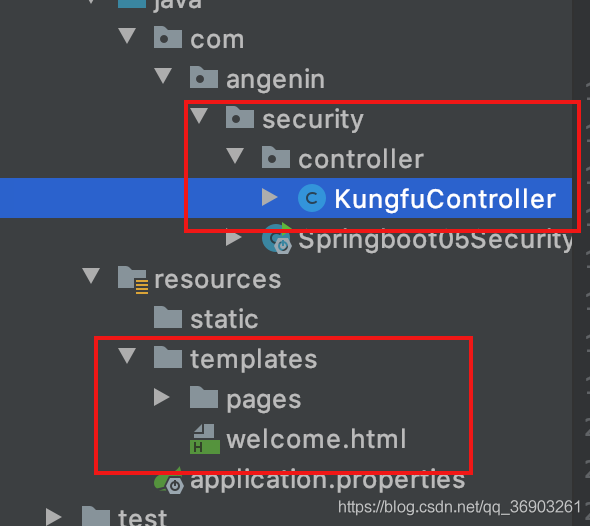 java
com
angenin
security
controller
C KungfuController
Springboot05Security
resources
static
templates
pages
H welcome.html
application.properties
test
https://blog.csdn.net/qq_36903261